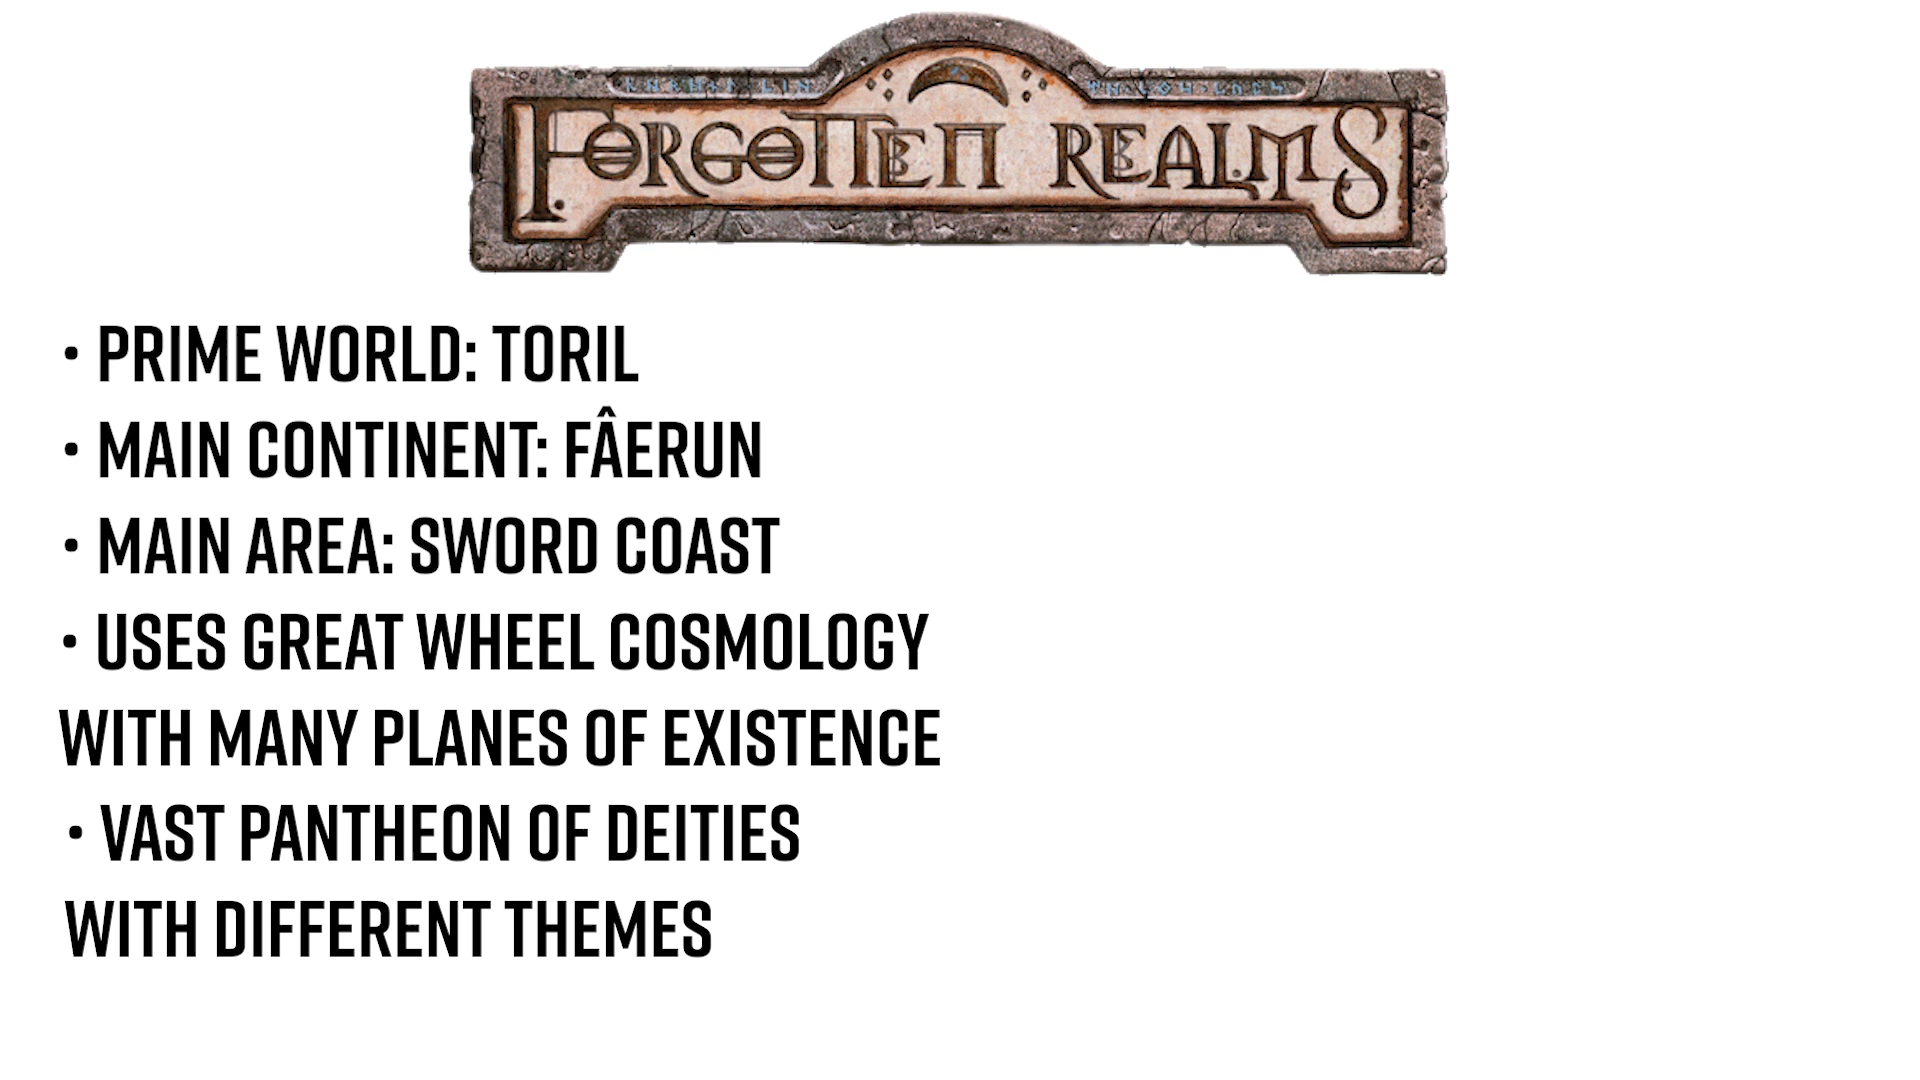 FORGOTTEN REALMS
• PRIME WORLD: TORIL
• MAIN CONTINENT: FÂERUN
• MAIN AREA: SWORD COAST
• USES GREAT WHEEL COSMOLOGY
WITH MANY PLANES OF EXISTENCE
• VAST PANTHEON OF DEITIES
WITH DIFFERENT THEMES